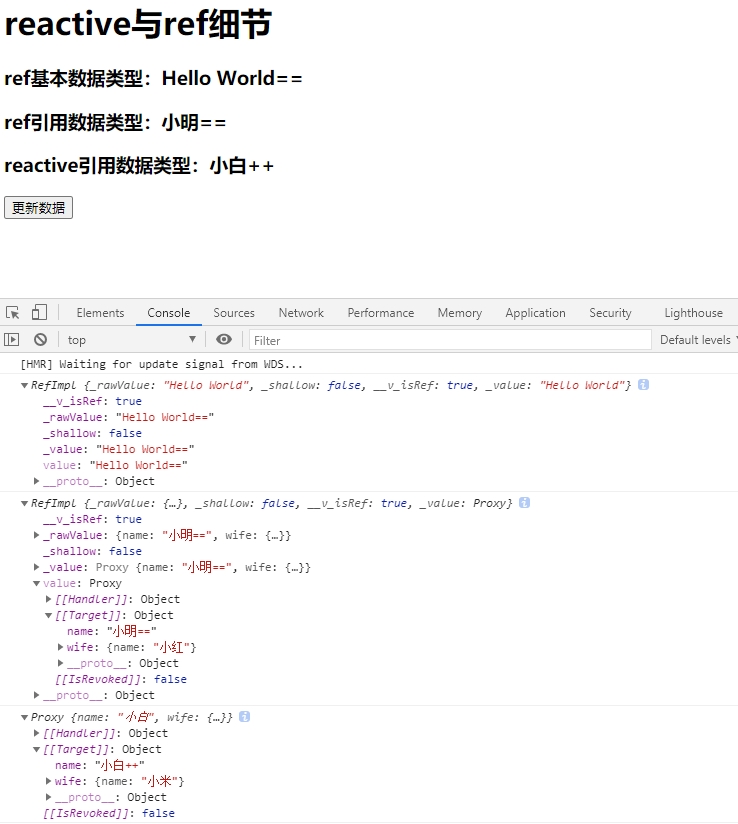 reactive与ref细节
ref基本数据类型：Hello World==
ref引用数据类型：小明==
reactive引用数据类型：小白++
更新数据
Elements Console Sources Network Performance Memory Application Security Lighthouse
top Filter Default levels
[HMR] Waiting for update signal from WDS...
RefImpl {_rawValue: "Hello World", _shallow: false, __v_isRef: true, _value: "Hello World"}
__v_isRef: true
_rawValue: "Hello World=="
_shallow: false
_value: "Hello World=="
value: "Hello World=="
__proto__: Object
RefImpl {_rawValue: {…}, _shallow: false, __v_isRef: true, _value: Proxy}
__v_isRef: true
_rawValue: {name: "小明==", wife: {…}}
_shallow: false
_value: Proxy {name: "小明==", wife: {…}}
value: Proxy
[[Handler]]: Object
[[Target]]: Object
name: "小明=="
wife: {name: "小红"}
__proto__: Object
[[IsRevoked]]: false
__proto__: Object
Proxy {name: "小白", wife: {…}}
[[Handler]]: Object
[[Target]]: Object
name: "小白++"
wife: {name: "小米"}
__proto__: Object
[[IsRevoked]]: false